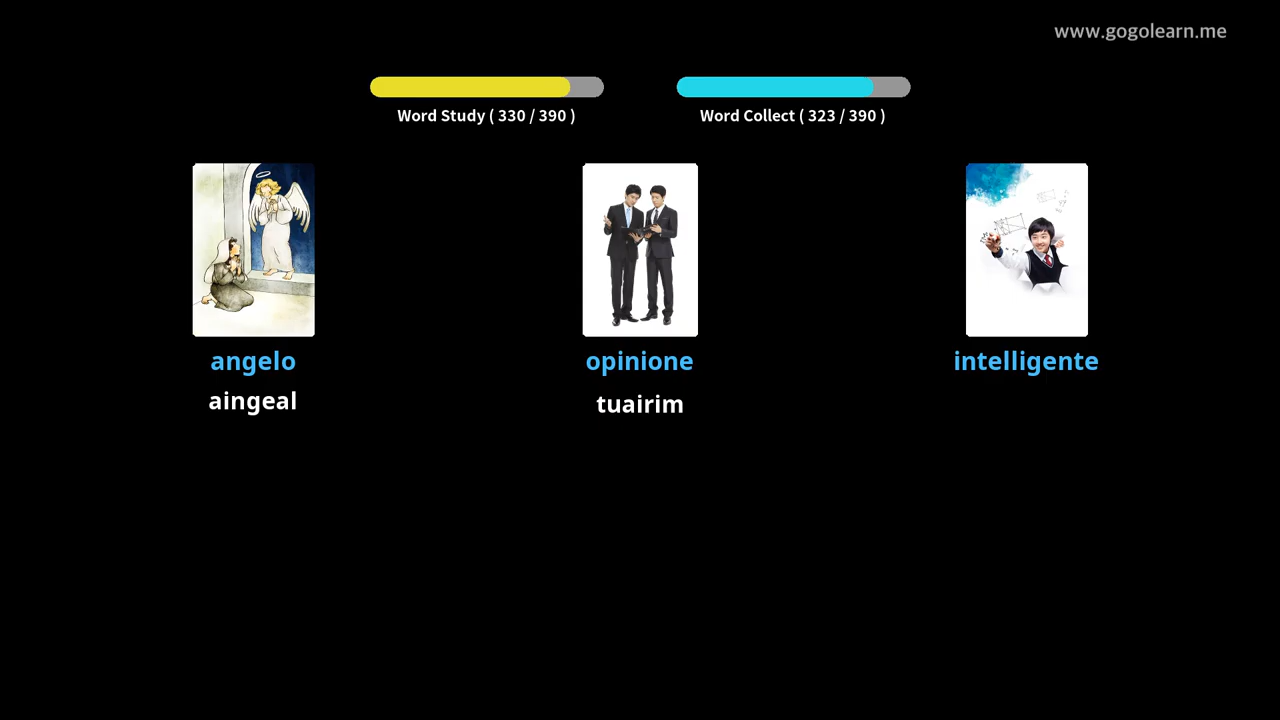 www.gogolearn.me
Word Study ( 330 / 390 )
Word Collect ( 323 / 390 )
angelo
opinione
intelligente
aingeal
tuairim